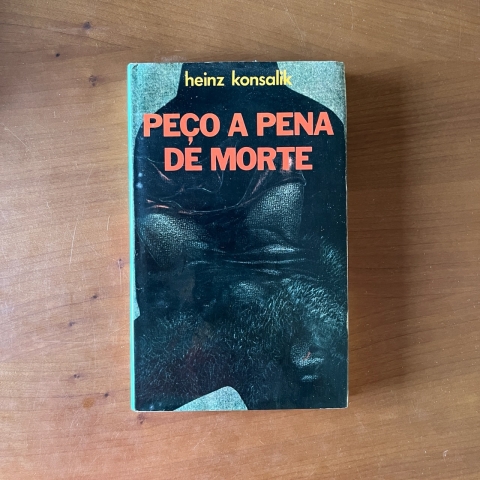 heinz konsalik
PEÇO A PENA
DE MORTE